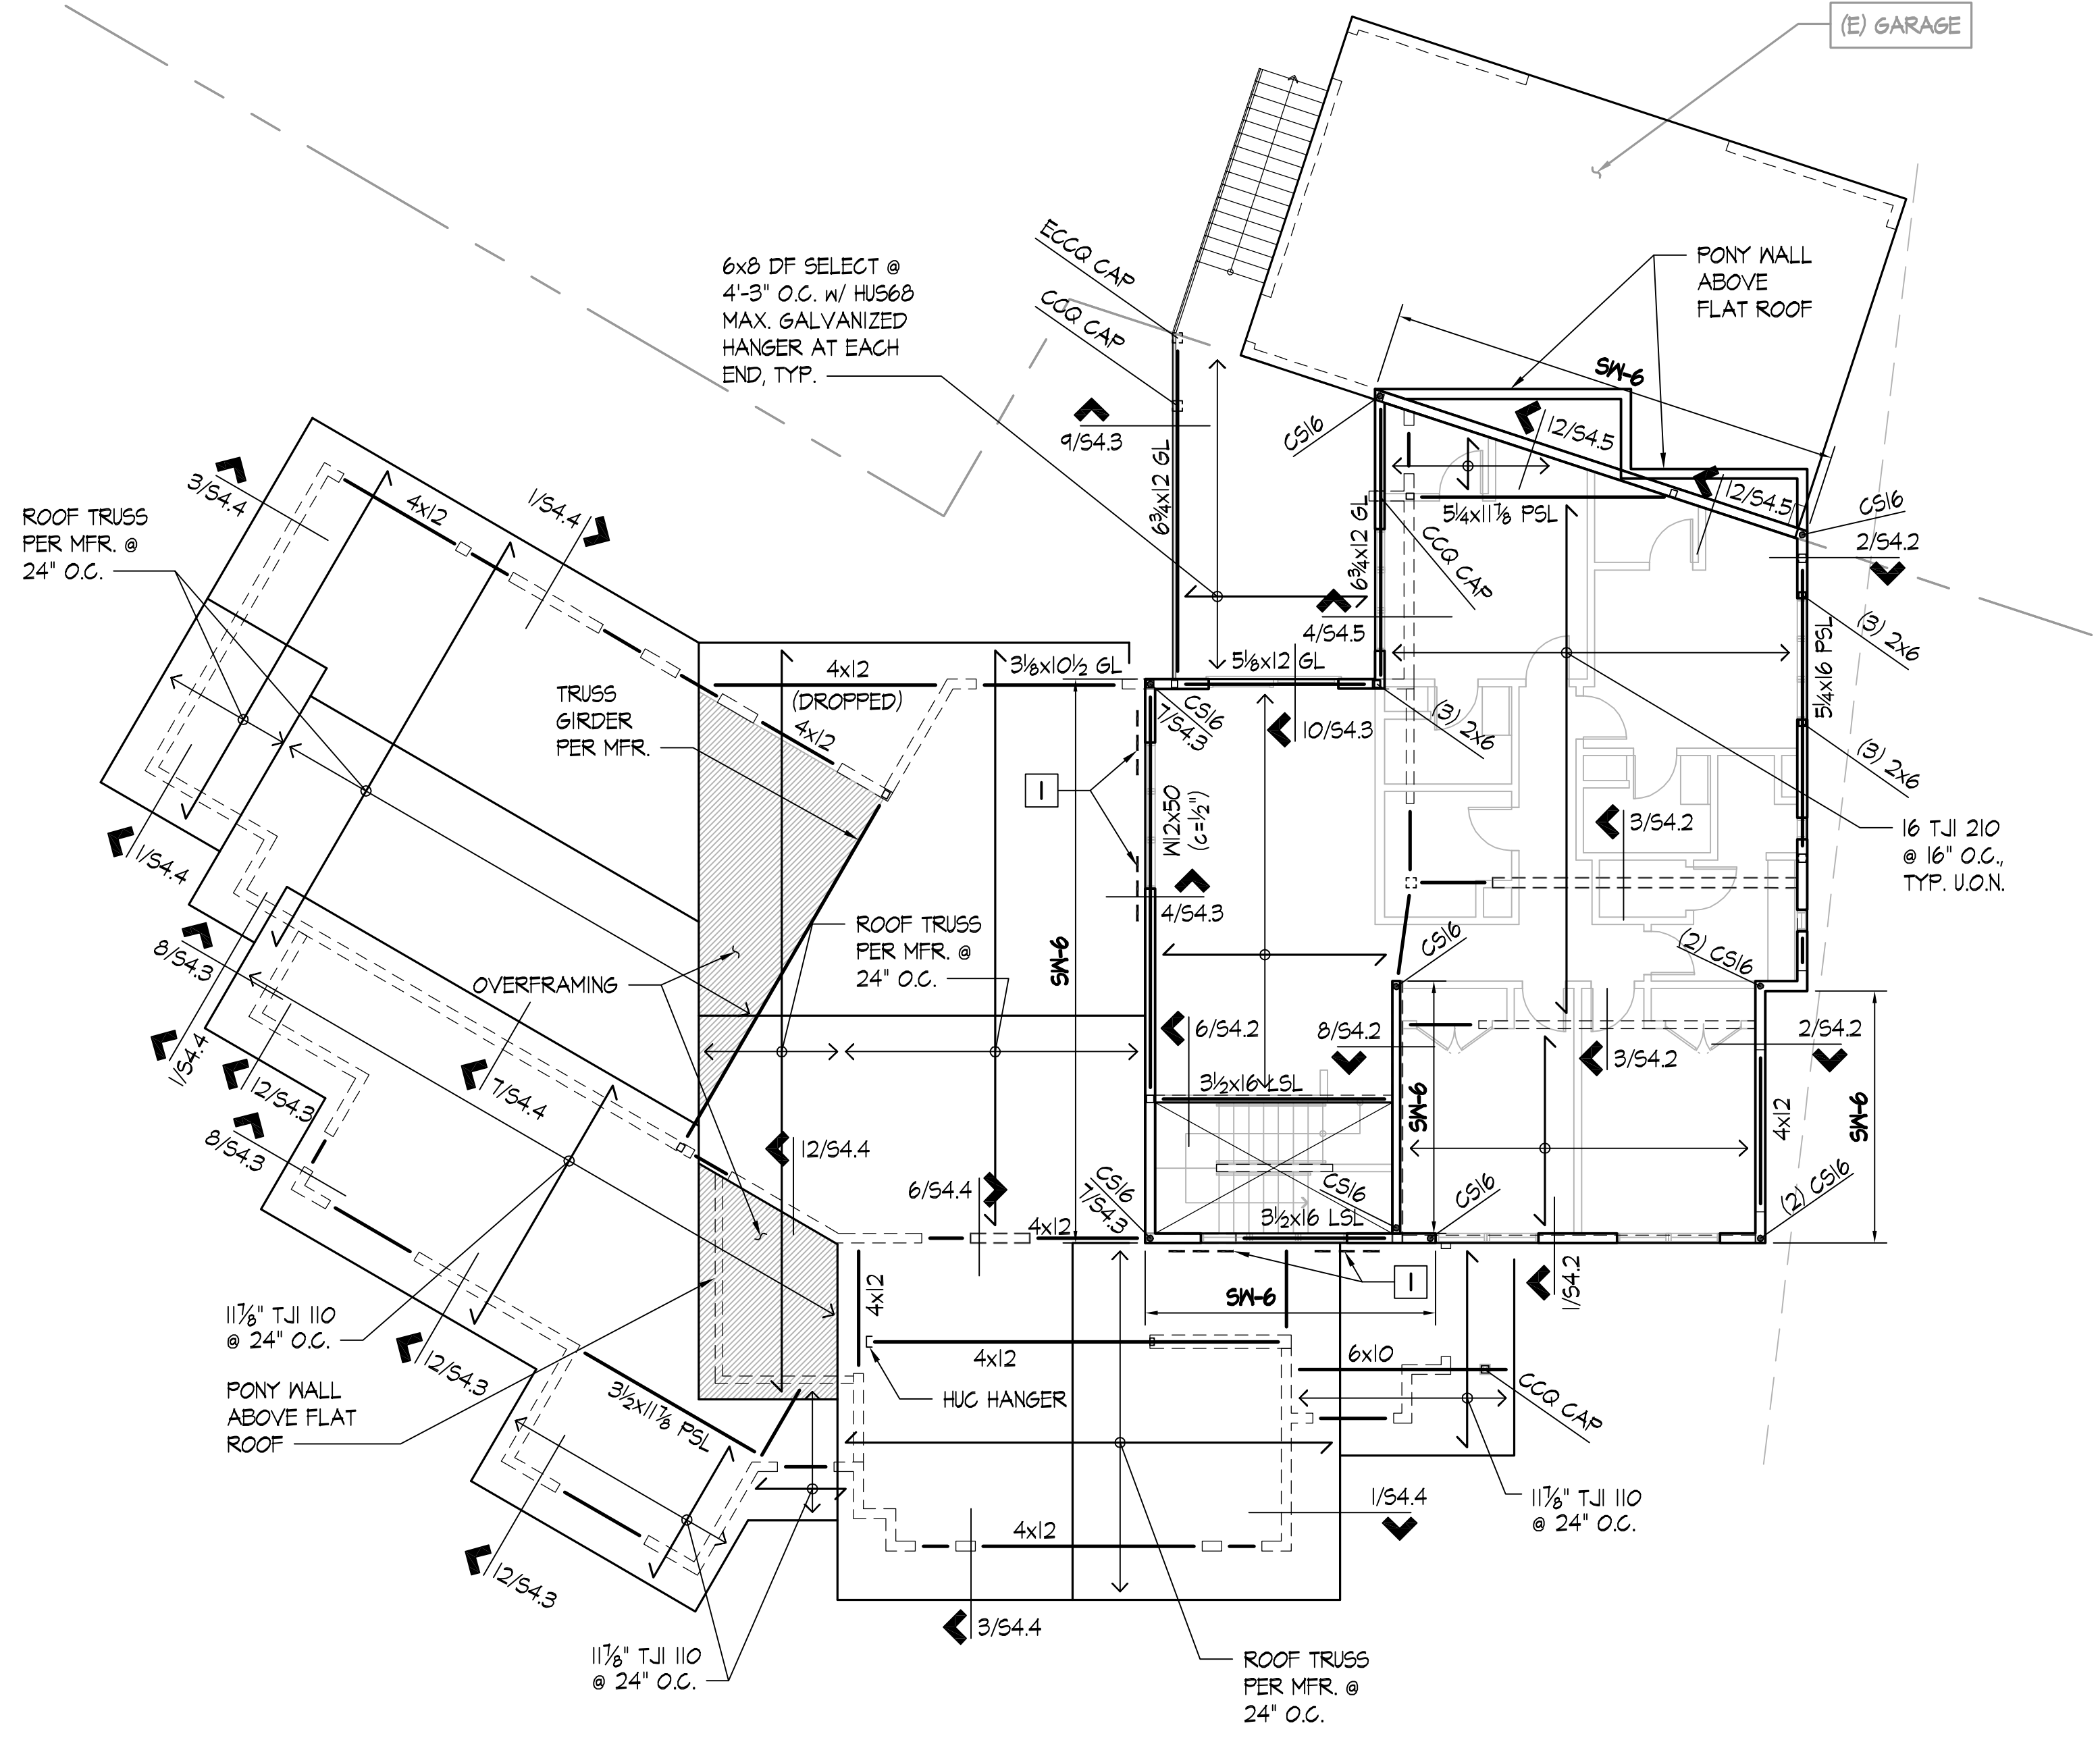 (E) GARAGE
PONY WALL
ABOVE
FLAT ROOF
ECCQ CAP
CCQ CAP
6x8 DF SELECT @
4'-3" O.C. w/ HUS68
MAX. GALVANIZED
HANGER AT EACH
END, TYP.
SW-6
9/S4.3
CS16
12/S4.5
12/S4.5
CS16
2/S4.2
6¾x12 GL
6¾x12 GL
5¼x11⅞ PSL
CCQ CAP
3/S4.4
4x12
1/S4.4
ROOF TRUSS
PER MFR. @
24" O.C.
4/S4.5
(3) 2x6
5¼x16 PSL
(3) 2x6
4x12
(DROPPED)
3⅛x10½ GL
5⅛x12 GL
TRUSS
GIRDER
PER MFR.
4x12
CS16
7/S4.3
10/S4.3
(3) 2x6
1
W12x50
(c=½")
3/S4.2
16 TJI 210
@ 16" O.C.,
TYP. U.O.N.
1/S4.4
4/S4.3
ROOF TRUSS
PER MFR. @
24" O.C.
SW-6
CS16
(2) CS16
8/S4.3
OVERFRAMING
1/S4.4
12/S4.3
7/S4.4
6/S4.2
8/S4.2
3/S4.2
2/S4.2
3½x16 LSL
SW-6
4x12
SW-6
8/S4.3
12/S4.4
6/S4.4
CS16
7/S4.3
4x12
CS16
3½x16 LSL
CS16
(2) CS16
4x12
1
SW-6
1/S4.2
11⅞" TJI 110
@ 24" O.C.
12/S4.3
4x12
6x10
PONY WALL
ABOVE FLAT
ROOF
3½x11⅞ PSL
HUC HANGER
CCQ CAP
1/S4.4
11⅞" TJI 110
@ 24" O.C.
4x12
12/S4.3
3/S4.4
11⅞" TJI 110
@ 24" O.C.
ROOF TRUSS
PER MFR. @
24" O.C.